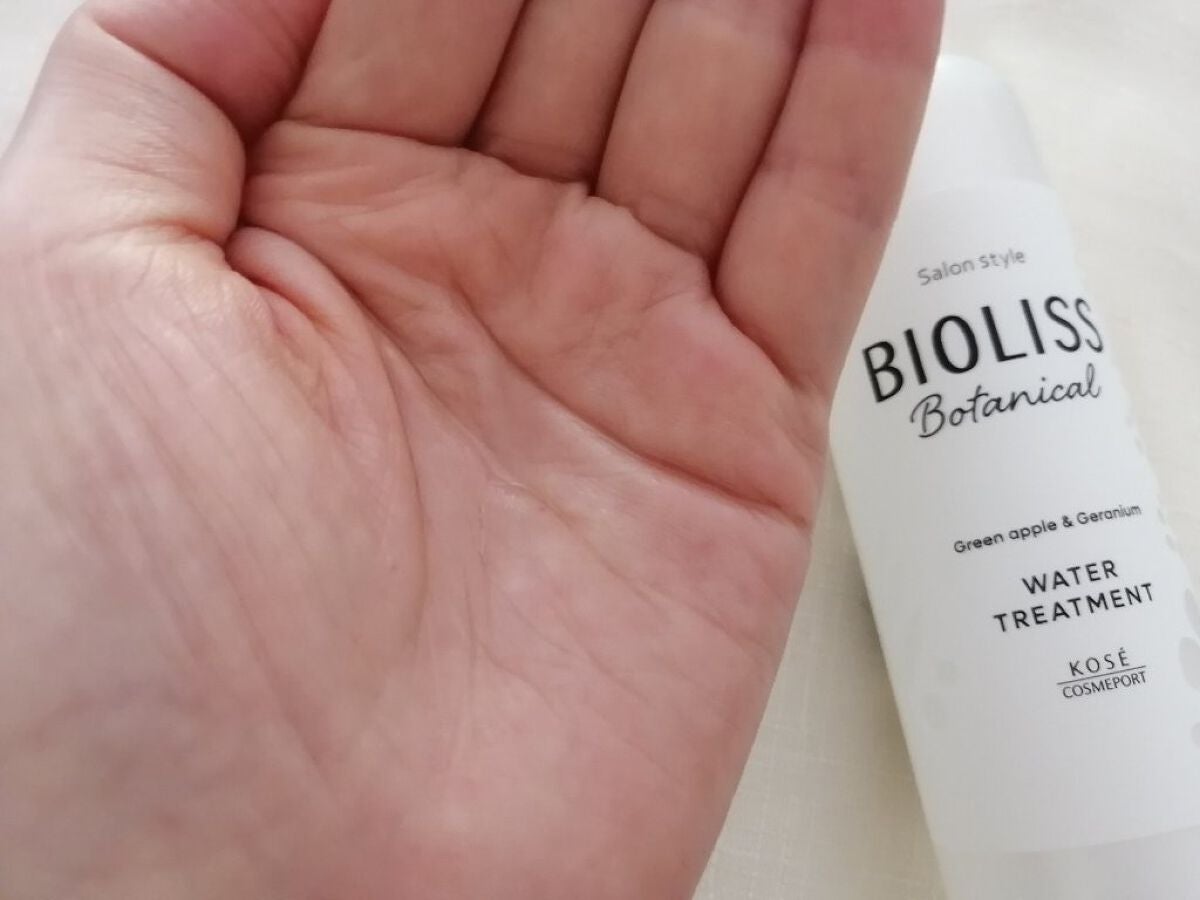 Salon style
BIOLISS
Botanical
Green apple & Geranium
WATER
TREATMENT
KOSÉ
COSMEPORT